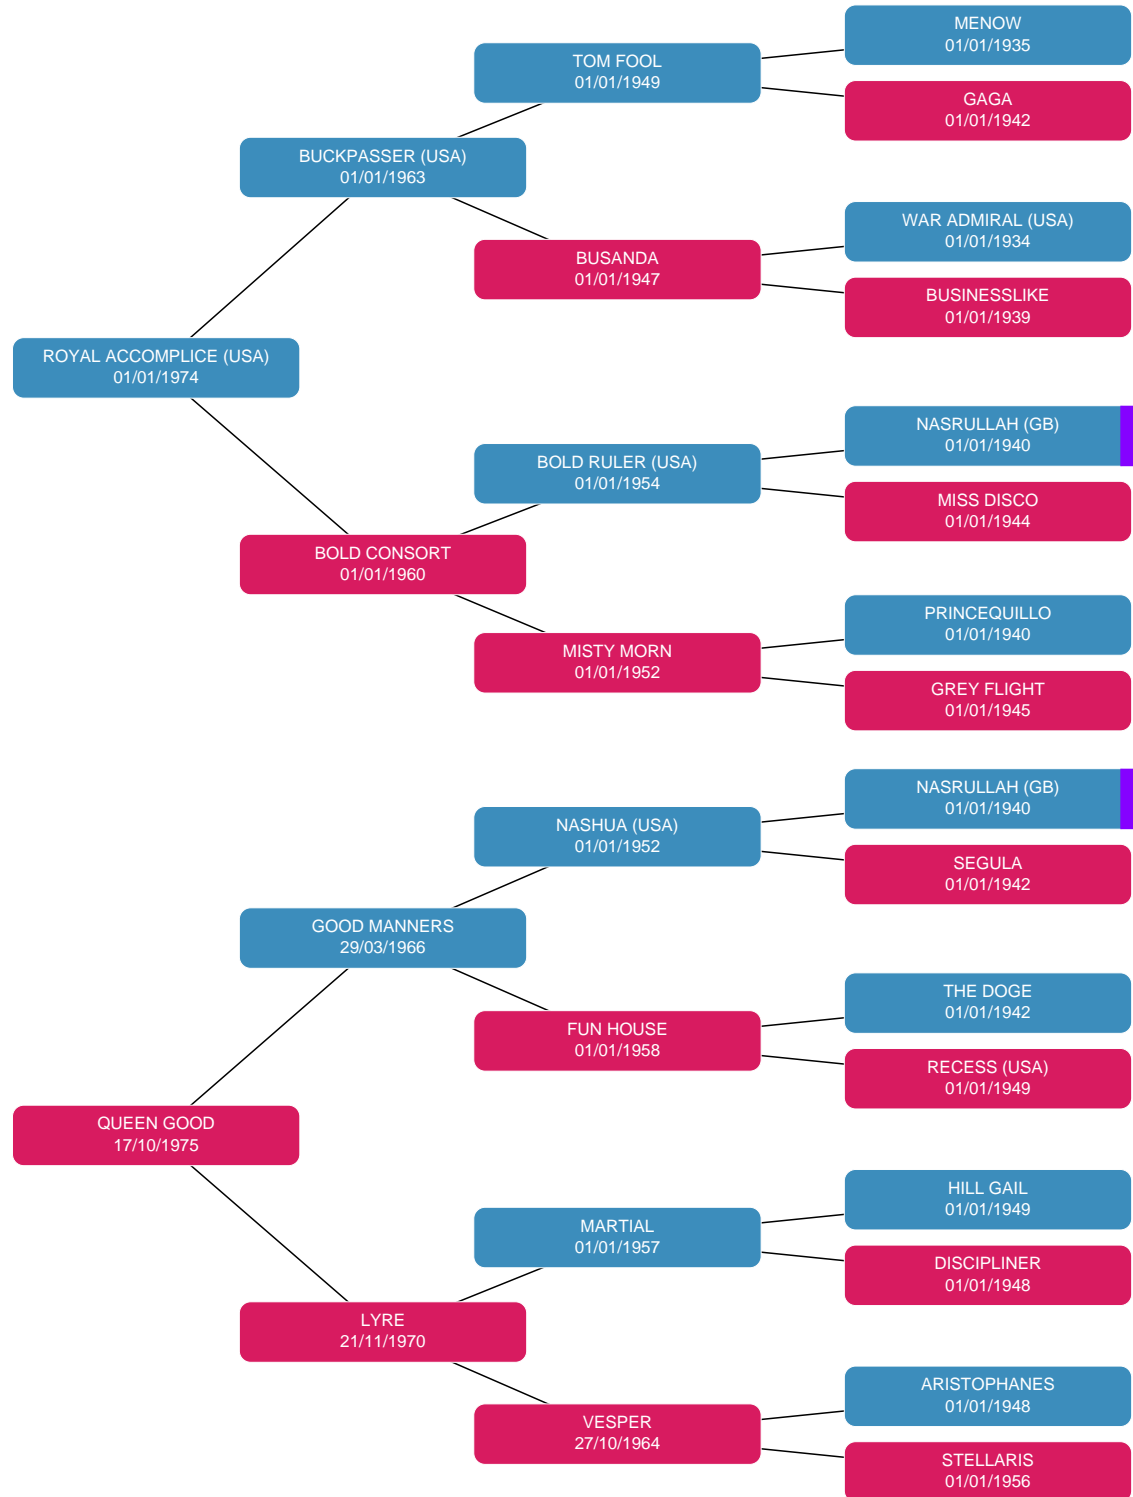 MENOW
01/01/1935
TOM FOOL
01/01/1949
GAGA
01/01/1942
BUCKPASSER (USA)
01/01/1963
WAR ADMIRAL (USA)
01/01/1934
BUSANDA
01/01/1947
BUSINESSLIKE
01/01/1939
ROYAL ACCOMPLICE (USA)
01/01/1974
NASRULLAH (GB)
01/01/1940
BOLD RULER (USA)
01/01/1954
MISS DISCO
01/01/1944
BOLD CONSORT
01/01/1960
PRINCEQUILLO
01/01/1940
MISTY MORN
01/01/1952
GREY FLIGHT
01/01/1945
NASRULLAH (GB)
01/01/1940
NASHUA (USA)
01/01/1952
SEGULA
01/01/1942
GOOD MANNERS
29/03/1966
THE DOGE
01/01/1942
FUN HOUSE
01/01/1958
RECESS (USA)
01/01/1949
QUEEN GOOD
17/10/1975
HILL GAIL
01/01/1949
MARTIAL
01/01/1957
DISCIPLINER
01/01/1948
LYRE
21/11/1970
ARISTOPHANES
01/01/1948
VESPER
27/10/1964
STELLARIS
01/01/1956